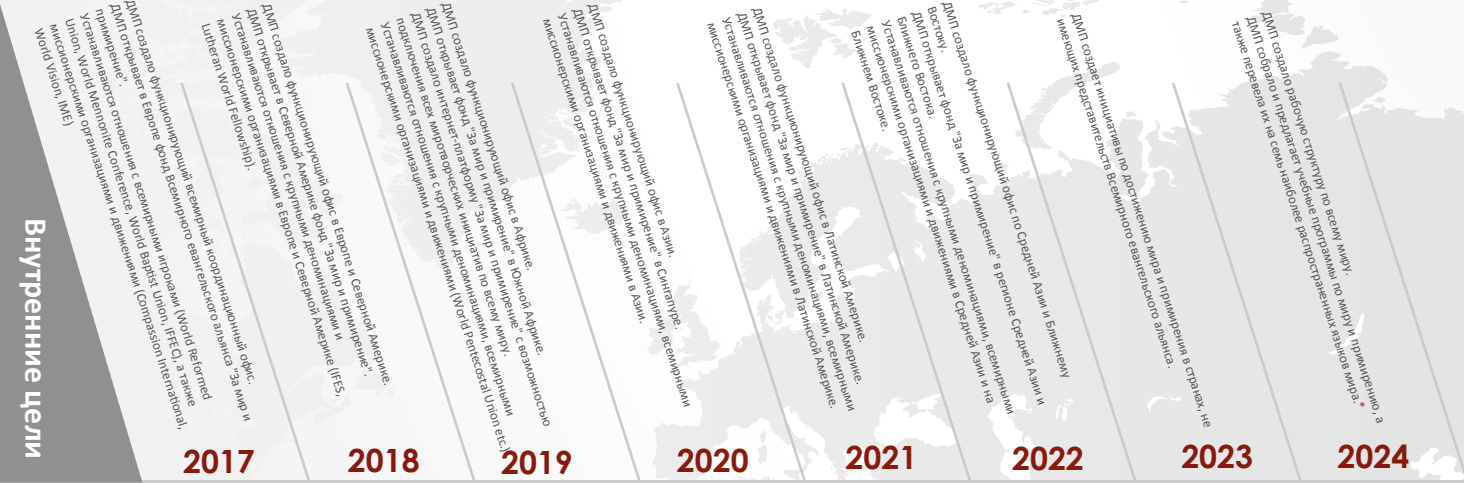 Внутренние цели
ДМП создало функционирующий всемирный координационный офис.
ДМП открывает в Европе фонд Всемирного евангельского альянса "За мир и
примирение".
Устанавливаются отношения с всемирными игроками (World Reformed
Union, World Mennonite Conference, World Baptist Union, IFFEC), а также
миссионерскими организациями и движениями (Compassion International,
World Vision, IME)
2017
ДМП создало функционирующий офис в Европе и Северной Америке.
ДМП открывает в Северной Америке фонд "За мир и примирение".
Устанавливаются отношения с крупными деноминациями и
миссионерскими организациями в Европе и Северной Америке (IFES,
Lutheran World Fellowship).
2018
ДМП создало функционирующий офис в Африке.
ДМП открывает фонд "За мир и примирение" в Южной Африке.
ДМП создало интернет-платформу "За мир и примирение" с возможностью
подключения всех миротворческих инициатив по всему миру.
Устанавливаются отношения с крупными деноминациями, всемирными
миссионерскими организациями и движениями (World Pentecostal Union etc.)
2019
ДМП создало функционирующий офис в Азии.
ДМП открывает фонд "За мир и примирение" в Сингапуре.
Устанавливаются отношения с крупными деноминациями, всемирными
миссионерскими организациями и движениями в Азии.
2020
ДМП создало функционирующий офис в Латинской Америке.
ДМП открывает фонд "За мир и примирение" в Латинской Америке.
Устанавливаются отношения с крупными деноминациями, всемирными
миссионерскими организациями и движениями в Латинской Америке.
2021
ДМП создало функционирующий офис по Средней Азии и Ближнему
Востоку.
ДМП открывает фонд "За мир и примирение" в регионе Средней Азии и
Ближнего Востока.
Устанавливаются отношения с крупными деноминациями, всемирными
миссионерскими организациями и движениями в Средней Азии и на
Ближнем Востоке.
2022
ДМП создает инициативы по достижению мира и примирения в странах, не
имеющих представительств Всемирного евангельского альянса.
2023
ДМП создало рабочую структуру по всему миру.
ДМП собрало и предлагает учебные программы по миру и примирению, а
также перевела их на семь наиболее распространенных языков мира.*
2024